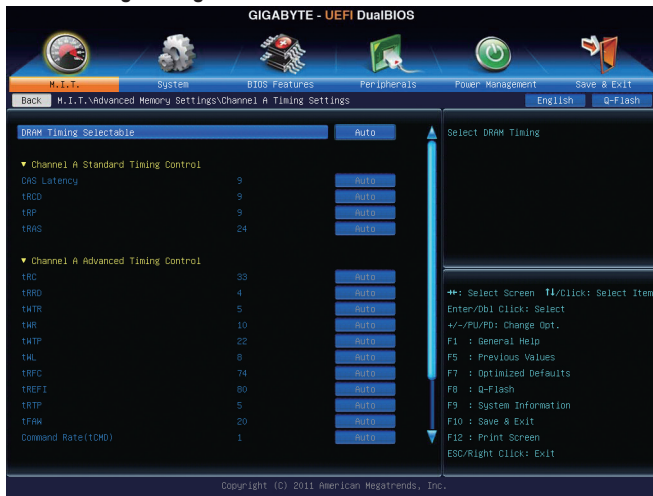 GIGABYTE - UEFI DualBIOS
M.I.T. System BIOS Features Peripherals Power Management Save & Exit
Back M.I.T.\Advanced Memory Settings\Channel A Timing Settings English Q-Flash
DRAM Timing Selectable Auto
Select DRAM Timing
▼ Channel A Standard Timing Control
CAS Latency 9 Auto
tRCD 9 Auto
tRP 9 Auto
tRAS 24 Auto
▼ Channel A Advanced Timing Control
tRC 33 Auto
tRRD 4 Auto
tWTR 5 Auto
tWR 10 Auto
tWTP 22 Auto
tWL 8 Auto
tRFC 74 Auto
tREFI 80 Auto
tRTP 5 Auto
tFAW 20 Auto
Command Rate(tCMD) 1 Auto
→←: Select Screen ↑↓/Click: Select Item
Enter/Dbl Click: Select
+/-/PU/PD: Change Opt.
F1 : General Help
F5 : Previous Values
F7 : Optimized Defaults
F8 : Q-Flash
F9 : System Information
F10 : Save & Exit
F12 : Print Screen
ESC/Right Click: Exit
Copyright (C) 2011 American Megatrends, Inc.